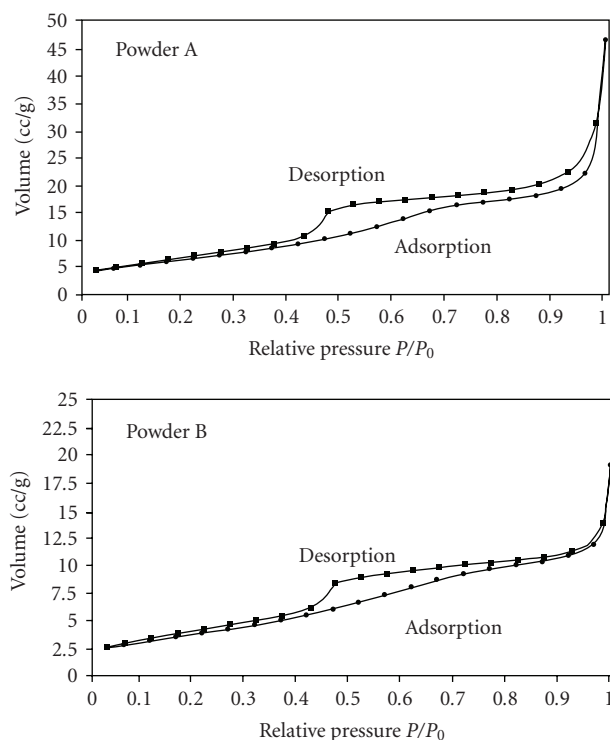 50
45
40
35
30
25
20
15
10
5
0
Volume (cc/g)
Powder A
Desorption
Adsorption
0 0.1 0.2 0.3 0.4 0.5 0.6 0.7 0.8 0.9 1
Relative pressure P/P0
25
22.5
20
17.5
15
12.5
10
7.5
5
2.5
0
Volume (cc/g)
Powder B
Desorption
Adsorption
0 0.1 0.2 0.3 0.4 0.5 0.6 0.7 0.8 0.9 1
Relative pressure P/P0